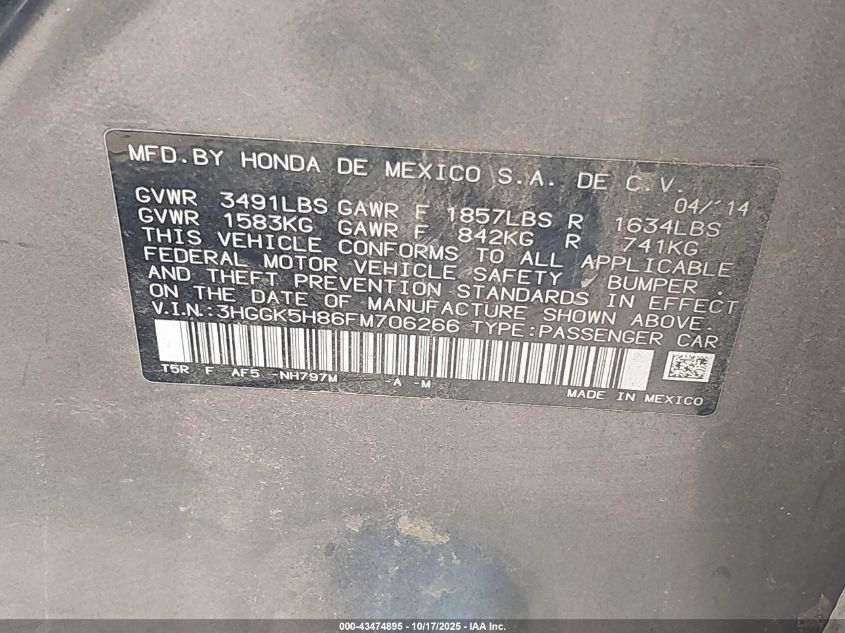 MFD.BY HONDA DE MEXICO S.A. DE C.V.
04/'14
GVWR 3491LBS GAWR F 1857LBS R 1634LBS
GVWR 1583KG GAWR F 842KG R 741KG
THIS VEHICLE CONFORMS TO ALL APPLICABLE
FEDERAL MOTOR VEHICLE SAFETY, BUMPER,
AND THEFT PREVENTION STANDARDS IN EFFECT
ON THE DATE OF MANUFACTURE SHOWN ABOVE.
V.I.N.:3HGGK5H86FM706266 TYPE:PASSENGER CAR
T5R F AF5 -NH797M -A -M
MADE IN MEXICO
000-43474895 - 10/17/2025 - IAA Inc.